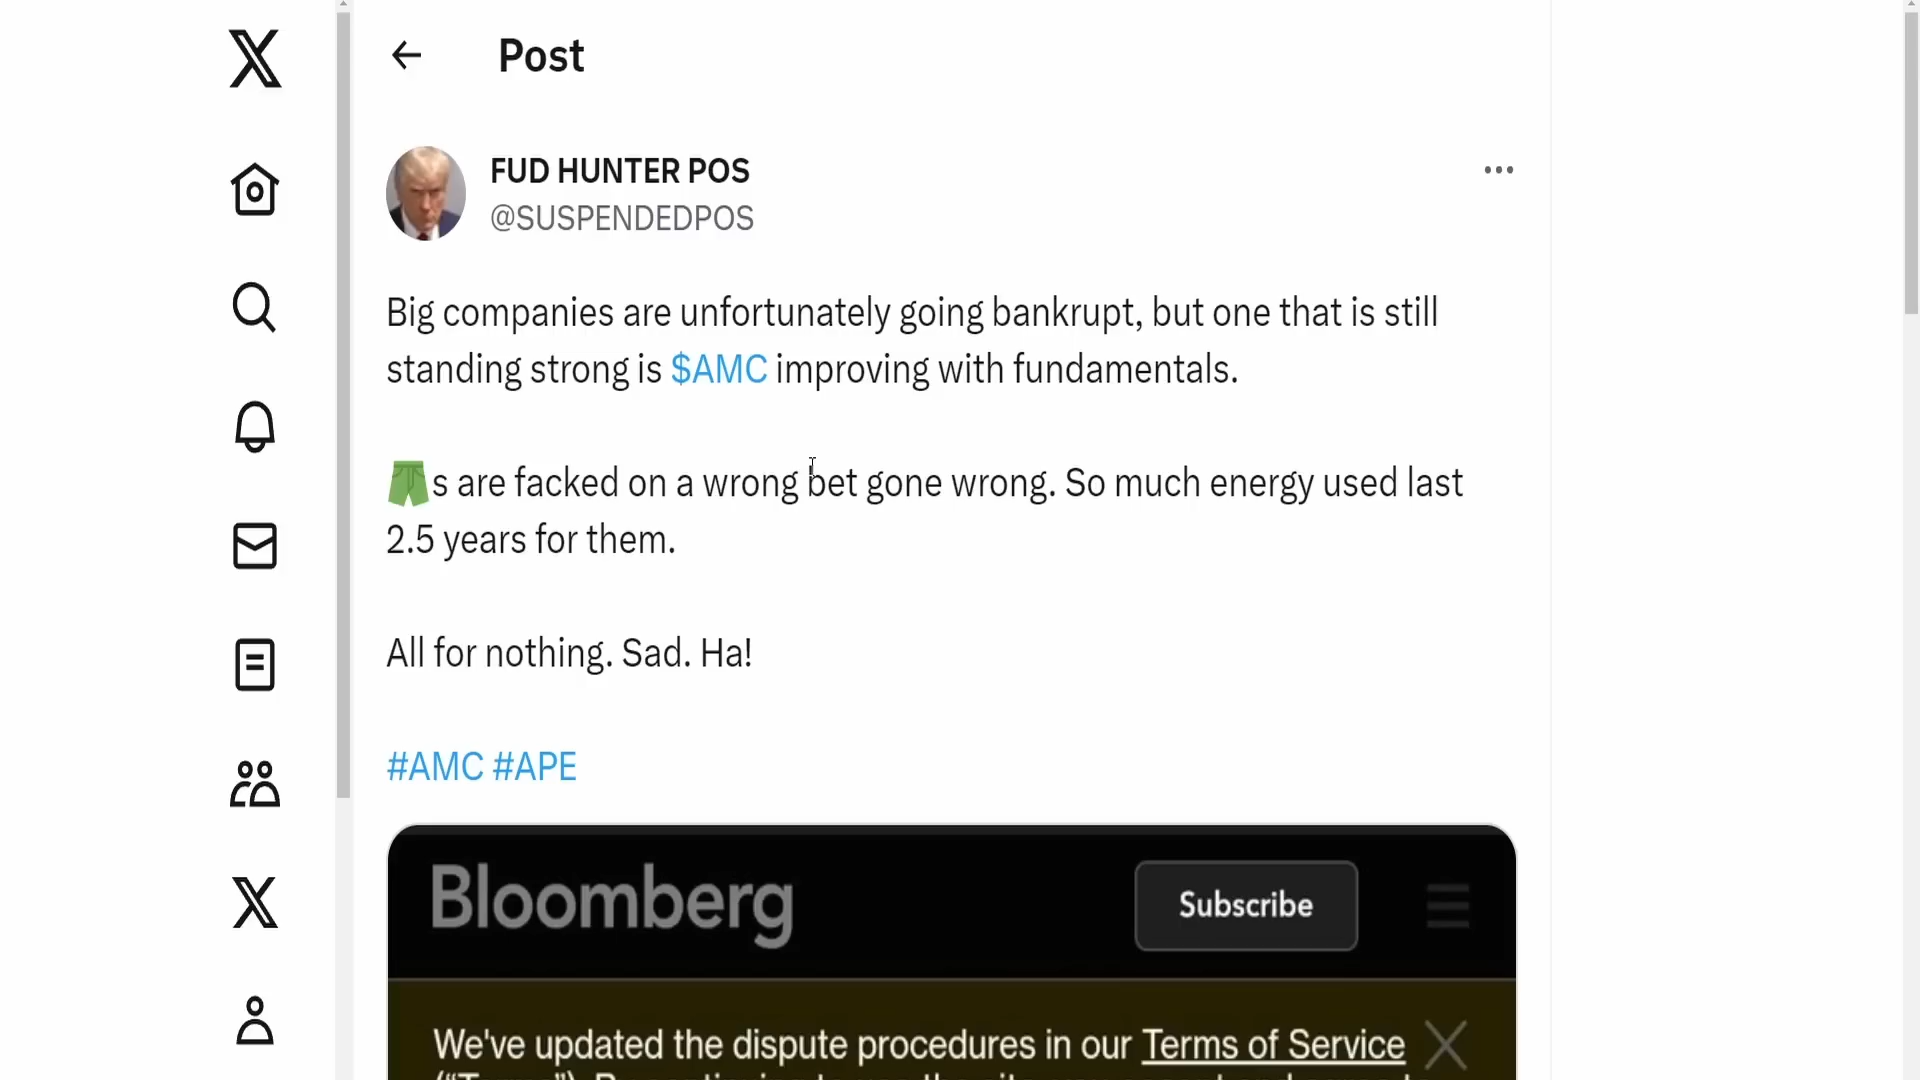 Post
FUD HUNTER POS
@SUSPENDEDPOS
Big companies are unfortunately going bankrupt, but one that is still
standing strong is $AMC improving with fundamentals.
🩳s are facked on a wrong bet gone wrong. So much energy used last
2.5 years for them.
All for nothing. Sad. Ha!
#AMC #APE
Bloomberg
Subscribe
We've updated the dispute procedures in our Terms of Service